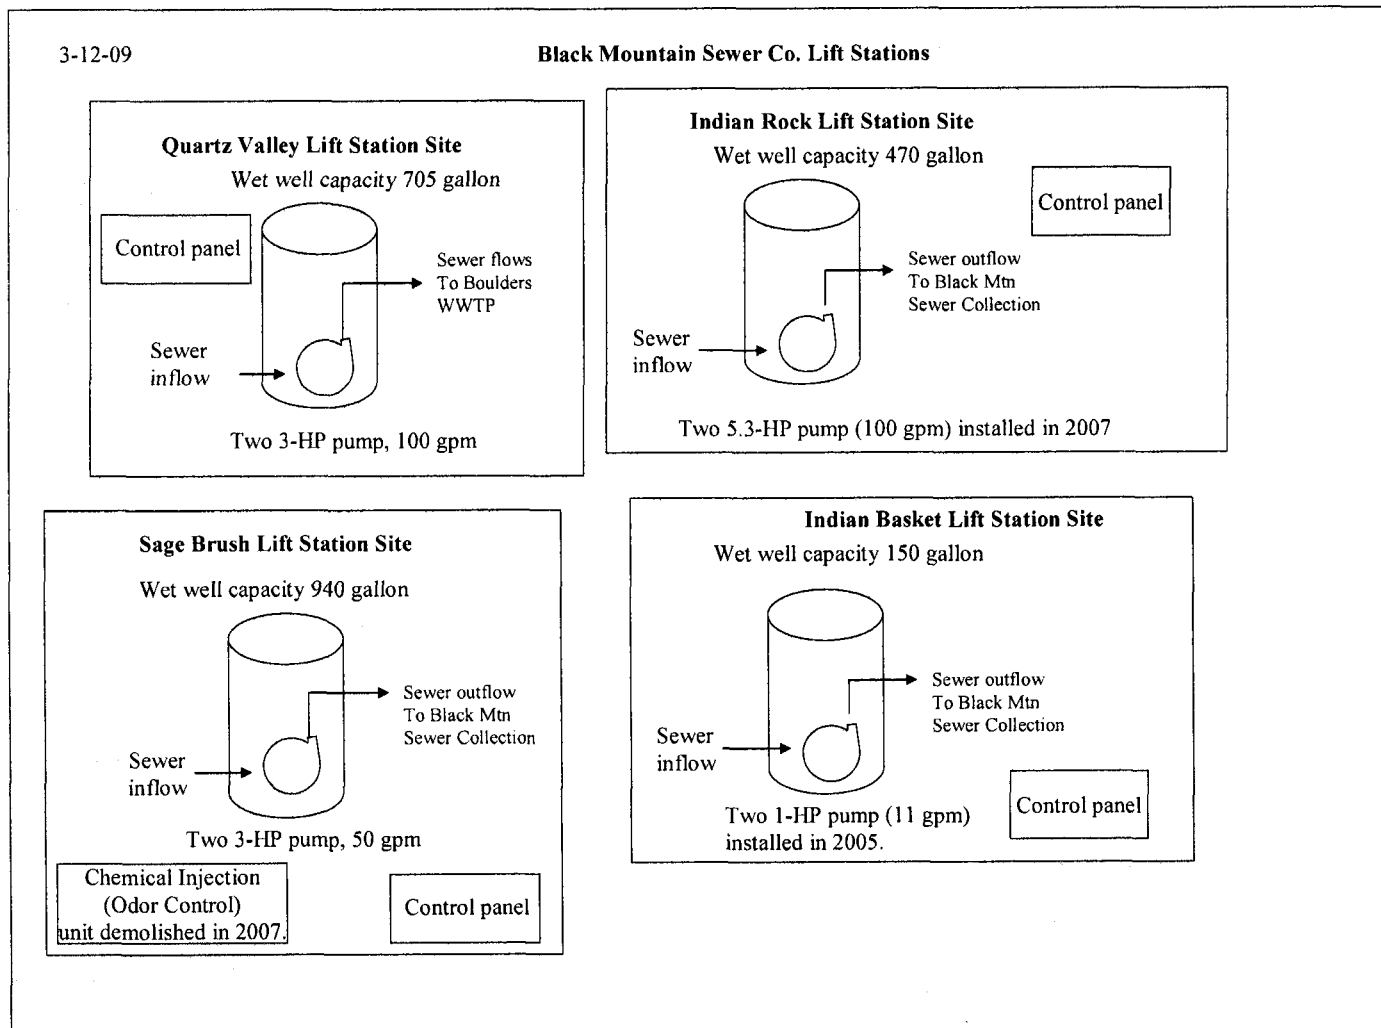 3-12-09
Black Mountain Sewer Co. Lift Stations
Quartz Valley Lift Station Site
Wet well capacity 705 gallon
Control panel
Sewer flows
To Boulders
WWTP
Sewer
inflow
Two 3-HP pump, 100 gpm
Indian Rock Lift Station Site
Wet well capacity 470 gallon
Control panel
Sewer outflow
To Black Mtn
Sewer Collection
Sewer
inflow
Two 5.3-HP pump (100 gpm) installed in 2007
Sage Brush Lift Station Site
Wet well capacity 940 gallon
Sewer outflow
To Black Mtn
Sewer Collection
Sewer
inflow
Two 3-HP pump, 50 gpm
Chemical Injection
(Odor Control)
unit demolished in 2007.
Control panel
Indian Basket Lift Station Site
Wet well capacity 150 gallon
Sewer outflow
To Black Mtn
Sewer Collection
Sewer
inflow
Two 1-HP pump (11 gpm)
installed in 2005.
Control panel